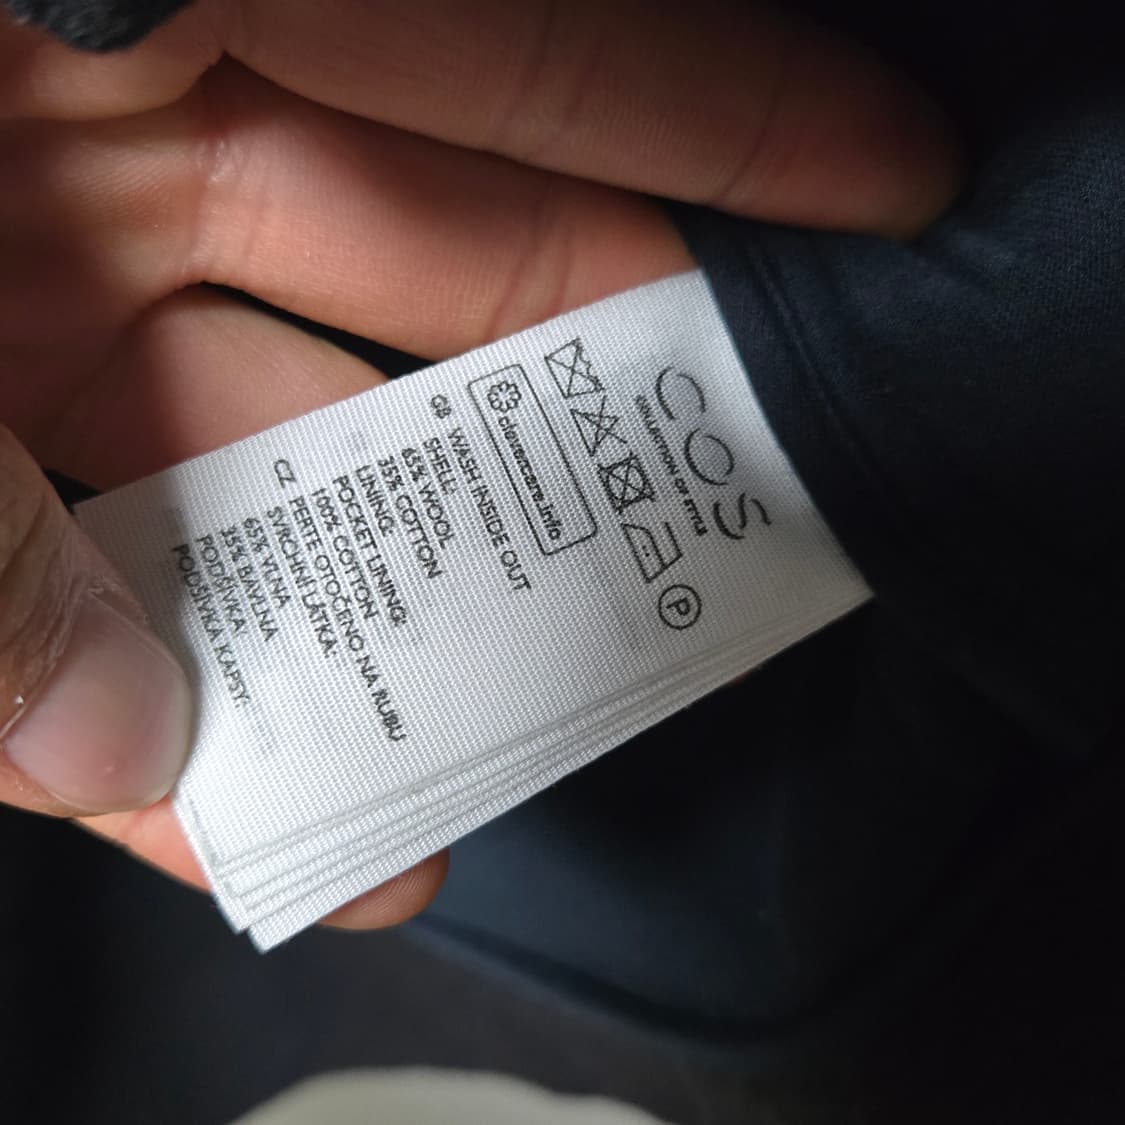 COS
COLLECTION OF STYLE
P
clevercare.info
GB WASH INSIDE OUT
SHELL:
65% WOOL
35% COTTON
LINING:
POCKET LINING:
100% COTTON
CZ PERTE OTOČENO NA RUBU
SVRCHNÍ LÁTKA:
65% VLNA
35% BAVLNA
PODŠÍVKA:
PODŠÍVKA KAPSY: